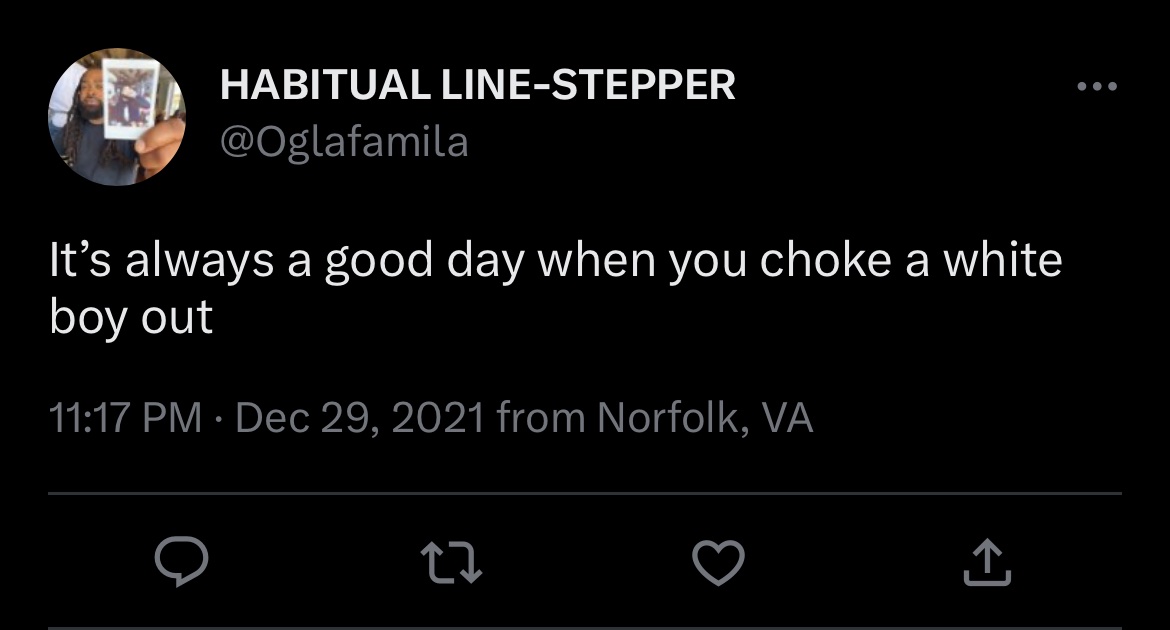 HABITUAL LINE-STEPPER
@Oglafamila
It’s always a good day when you choke a white
boy out
11:17 PM · Dec 29, 2021 from Norfolk, VA